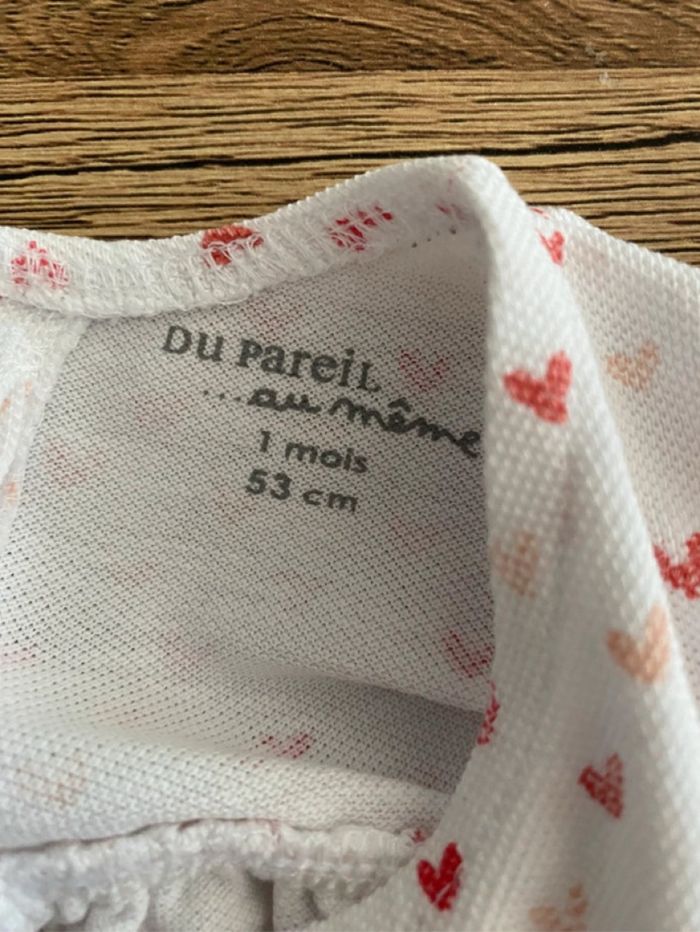 Du PareiL
...au même
1 mois
53 cm